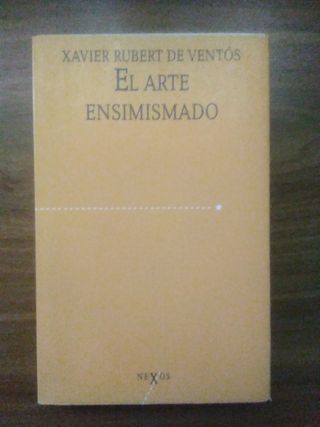 XAVIER RUBERT DE VENTÓS
EL ARTE
ENSIMISMADO
NEXOS